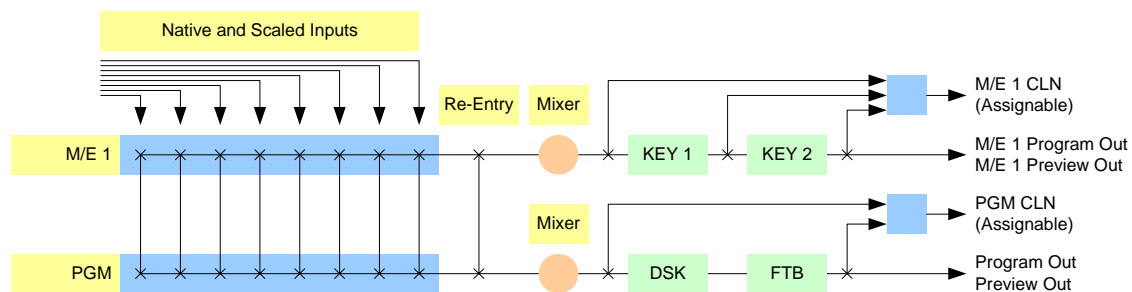 Native and Scaled Inputs
Re-Entry
Mixer
M/E 1 CLN
(Assignable)
M/E 1
KEY 1
KEY 2
M/E 1 Program Out
M/E 1 Preview Out
Mixer
PGM CLN
(Assignable)
PGM
DSK
FTB
Program Out
Preview Out